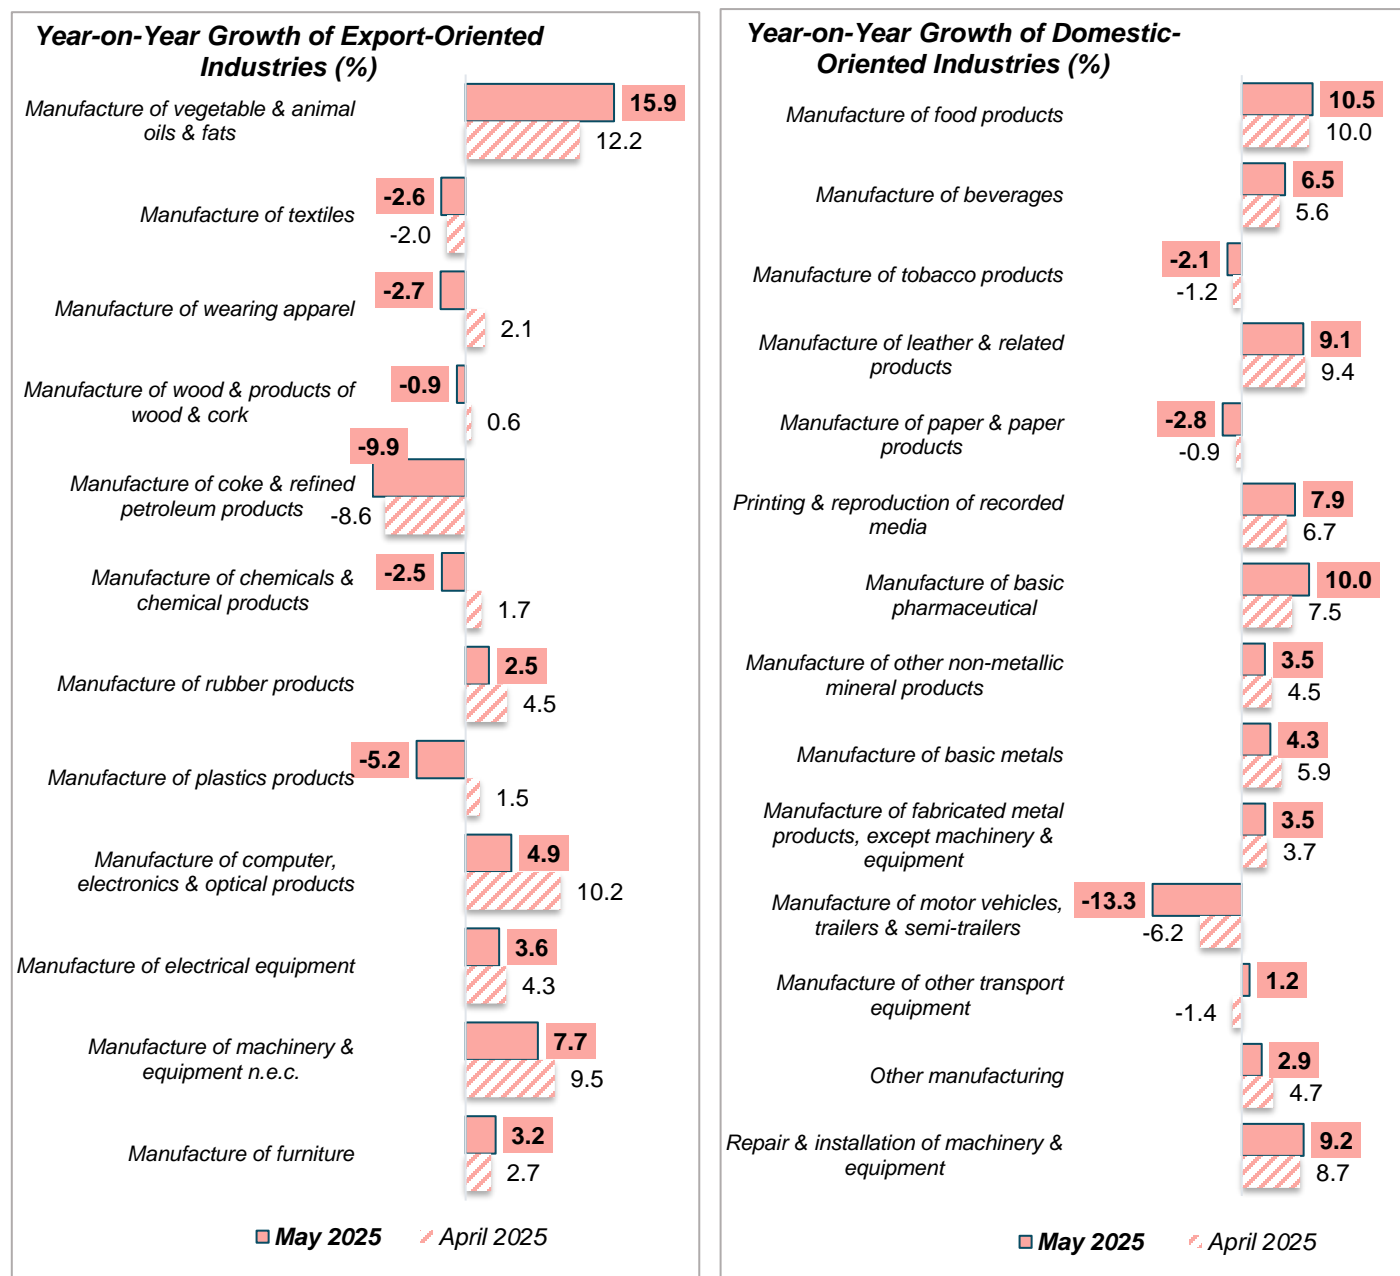 Year-on-Year Growth of Export-Oriented
Industries (%)
Manufacture of vegetable & animal
oils & fats
15.9
12.2
Manufacture of textiles
-2.6
-2.0
Manufacture of wearing apparel
-2.7
2.1
Manufacture of wood & products of
wood & cork
-0.9
0.6
Manufacture of coke & refined
petroleum products
-9.9
-8.6
Manufacture of chemicals &
chemical products
-2.5
1.7
Manufacture of rubber products
2.5
4.5
Manufacture of plastics products
-5.2
1.5
Manufacture of computer,
electronics & optical products
4.9
10.2
Manufacture of electrical equipment
3.6
4.3
Manufacture of machinery &
equipment n.e.c.
7.7
9.5
Manufacture of furniture
3.2
2.7
May 2025
April 2025
Year-on-Year Growth of Domestic-
Oriented Industries (%)
Manufacture of food products
10.5
10.0
Manufacture of beverages
6.5
5.6
Manufacture of tobacco products
-2.1
-1.2
Manufacture of leather & related
products
9.1
9.4
Manufacture of paper & paper
products
-2.8
-0.9
Printing & reproduction of recorded
media
7.9
6.7
Manufacture of basic
pharmaceutical
10.0
7.5
Manufacture of other non-metallic
mineral products
3.5
4.5
Manufacture of basic metals
4.3
5.9
Manufacture of fabricated metal
products, except machinery &
equipment
3.5
3.7
Manufacture of motor vehicles,
trailers & semi-trailers
-13.3
-6.2
Manufacture of other transport
equipment
1.2
-1.4
Other manufacturing
2.9
4.7
Repair & installation of machinery &
equipment
9.2
8.7
May 2025
April 2025